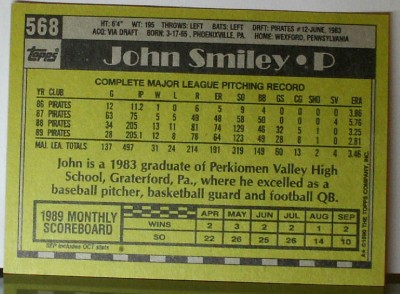 568
HT: 6'4" WT: 195 THROWS: LEFT BATS: LEFT DRAFT: PIRATES #12-JUNE, 1983
ACQ: VIA DRAFT BORN: 3-17-65, PHOENIXVILLE, PA. HOME: WEXFORD, PENNSYLVANIA
Topps
John Smiley • P
COMPLETE MAJOR LEAGUE PITCHING RECORD
YR CLUB G IP W L R ER SO BB GS CG SHO SV ERA
86 PIRATES 12 11.2 1 0 6 5 9 4 0 0 0 0 3.86
87 PIRATES 63 75 5 5 49 48 58 50 0 0 0 4 5.76
88 PIRATES 34 205 13 11 81 74 129 46 32 5 1 0 3.25
89 PIRATES 28 205.1 12 8 78 64 123 49 28 8 1 0 2.81
MAJ. LEA. TOTALS 137 497 31 24 214 191 319 149 60 13 2 4 3.46
John is a 1983 graduate of Perkiomen Valley High
School, Graterford, Pa., where he excelled as a
baseball pitcher, basketball guard and football QB.
1989 MONTHLY
SCOREBOARD
SEP includes OCT stats
APR MAY JUN JUL AUG SEP
WINS 2 3 2 2 1 2
SO 22 25 26 26 14 10